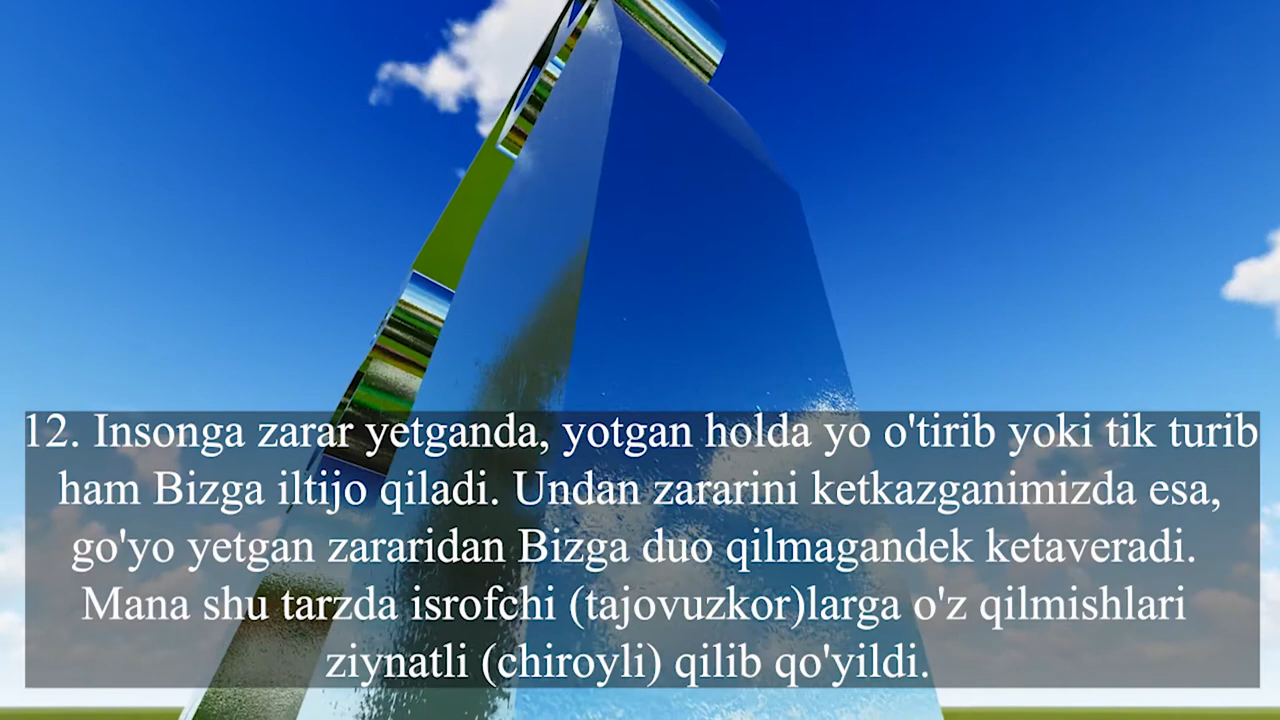 12. Insonga zarar yetganda, yotgan holda yo o'tirib yoki tik turib
ham Bizga iltijo qiladi. Undan zararini ketkazganimizda esa,
go'yo yetgan zararidan Bizga duo qilmagandek ketaveradi.
Mana shu tarzda isrofchi (tajovuzkor)larga o'z qilmishlari
ziynatli (chiroyli) qilib qo'yildi.